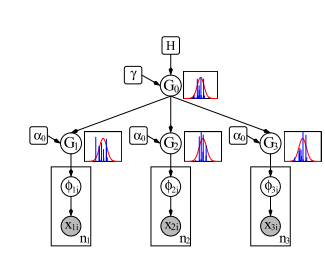 H
γ
G₀
α₀ G₁ α₀ G₂ α₀ G₃
ϕ₁ᵢ ϕ₂ᵢ ϕ₃ᵢ
x₁ᵢ x₂ᵢ x₃ᵢ
n₁ n₂ n₃